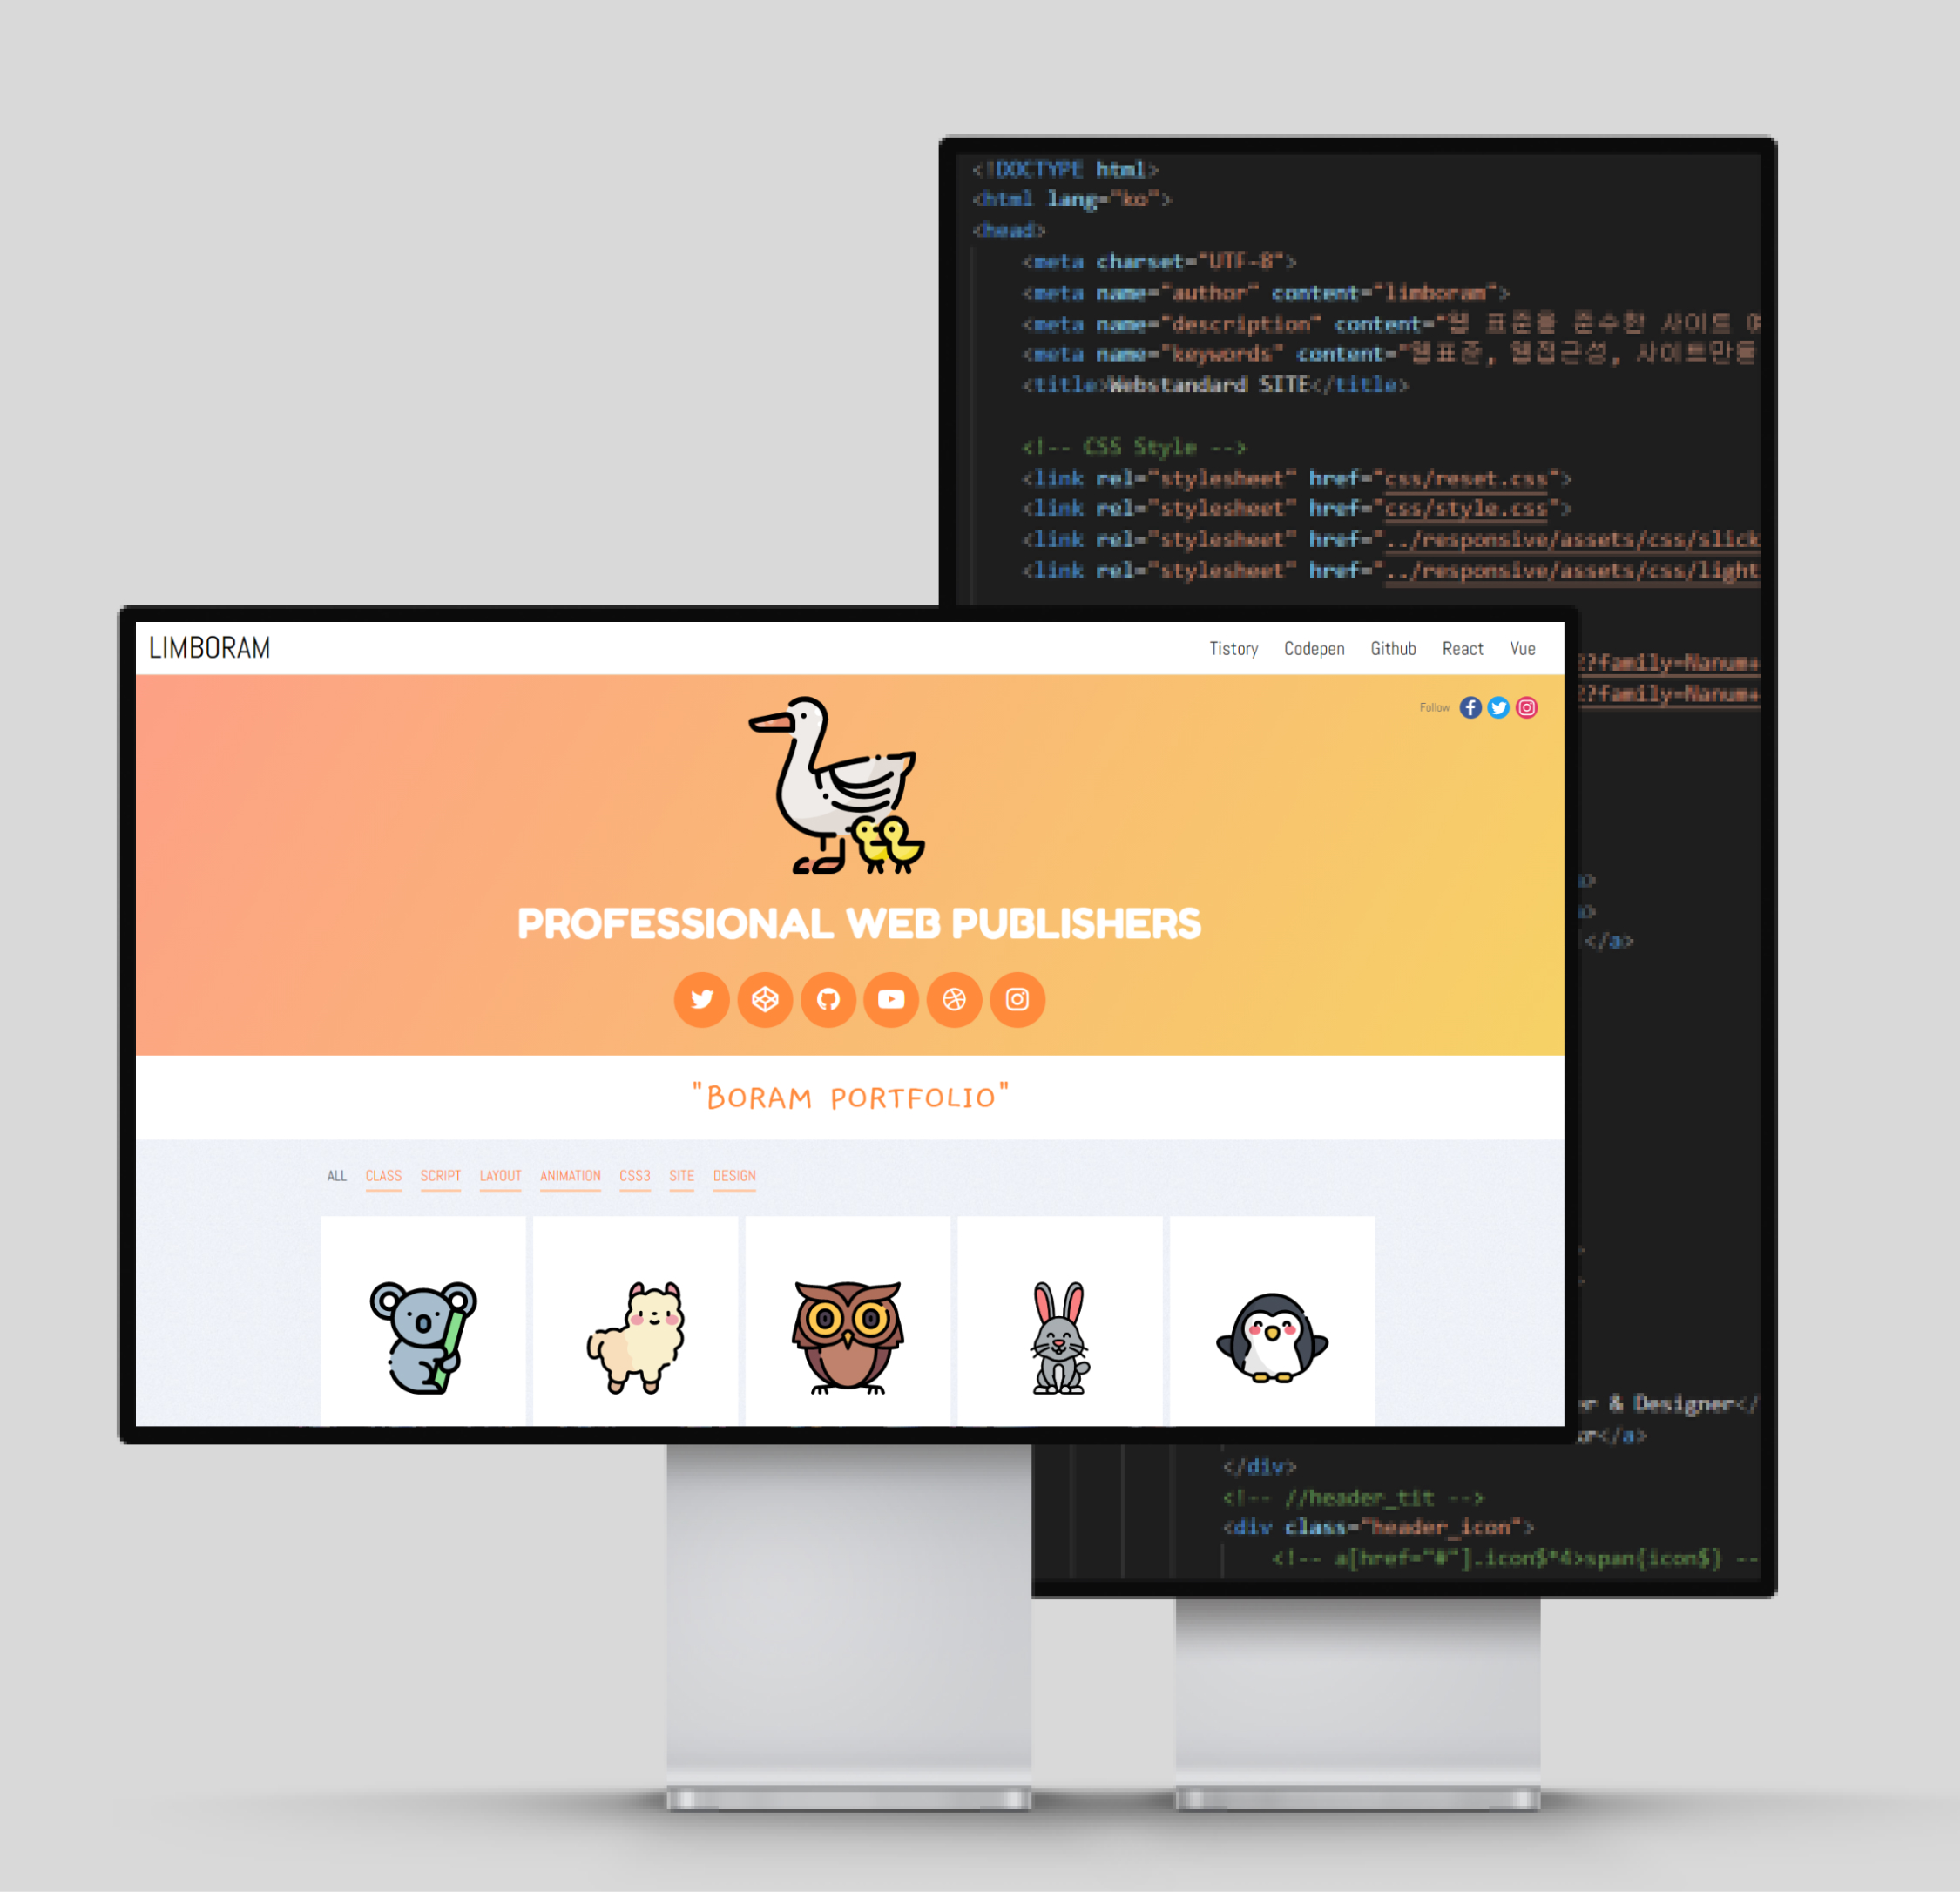 <!DOCTYPE html>
<html lang="ko">
<head>
<meta charset="UTF-8">
<meta name="author" content="limboram">
<meta name="description" content="웹 표준을 준수한 사이트
<meta name="keywords" content="웹표준, 웹접근성, 사이트만들
<title>Webstandard SITE</title>
<!-- CSS Style -->
<link rel="stylesheet" href="css/reset.css">
<link rel="stylesheet" href="css/style.css">
<link rel="stylesheet" href="../responsive/assets/css/slick
<link rel="stylesheet" href="../responsive/assets/css/light
?family=Nanum+
?family=Nanum+
</a>
er & Designer</
ur</a>
</div>
<!-- //header_tit -->
<div class="header_icon">
<!-- a[href="#"].icon$*4>span{icon$} --
LIMBORAM
Tistory Codepen Github React Vue
Follow
PROFESSIONAL WEB PUBLISHERS
"BORAM PORTFOLIO"
ALL CLASS SCRIPT LAYOUT ANIMATION CSS3 SITE DESIGN